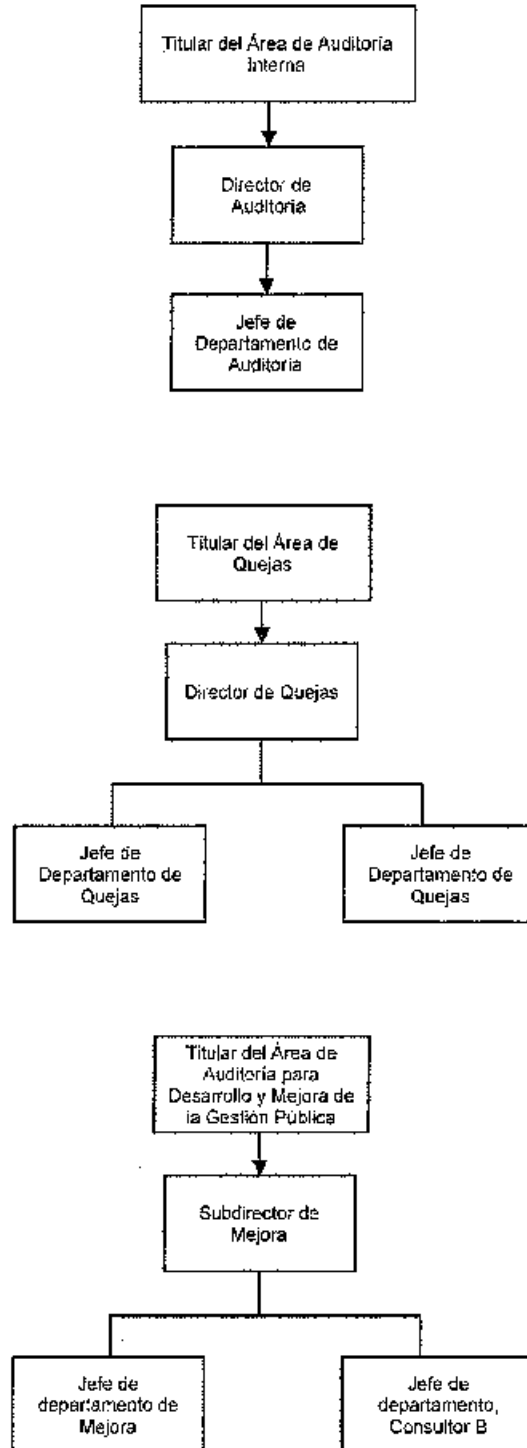 Titular del Área de Auditoría
Interna
Director de
Auditoria
Jefe de
Departamento de
Auditoria
Titular del Área de
Quejas
Director de Quejas
Jefe de
Departamento de
Quejas
Jefe de
Departamento de
Quejas
Titular del Área de
Auditoría para
Desarrollo y Mejora de
la Gestión Pública
Subdirector de
Mejora
Jefe de
departamento de
Mejora
Jefe de
departamento,
Consultor B